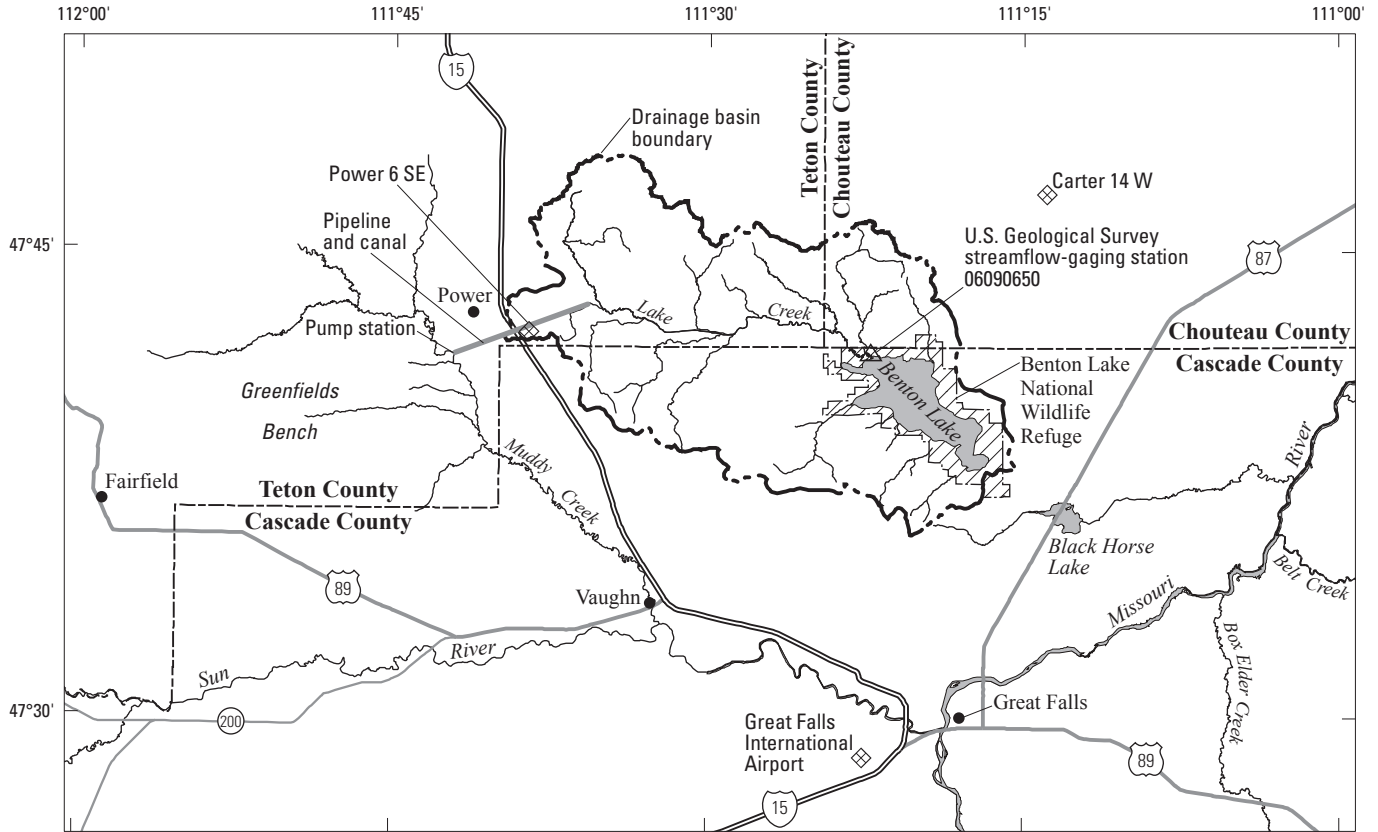 112°00'
111°45'
111°30'
111°15'
111°00'
15
Drainage basin
boundary
Teton County
Chouteau County
Power 6 SE
Carter 14 W
Pipeline
and canal
U.S. Geological Survey
streamflow-gaging station
06090650
47°45'
87
Power
Lake
Creek
Pump station
Chouteau County
Cascade County
Benton Lake
Benton Lake
National
Wildlife
Refuge
Greenfields
Bench
River
Muddy
Creek
Fairfield
Teton County
Cascade County
Black Horse
Lake
Belt Creek
89
Vaughn
Missouri
Box Elder Creek
River
Sun
47°30'
200
Great Falls
Great Falls
International
Airport
89
15